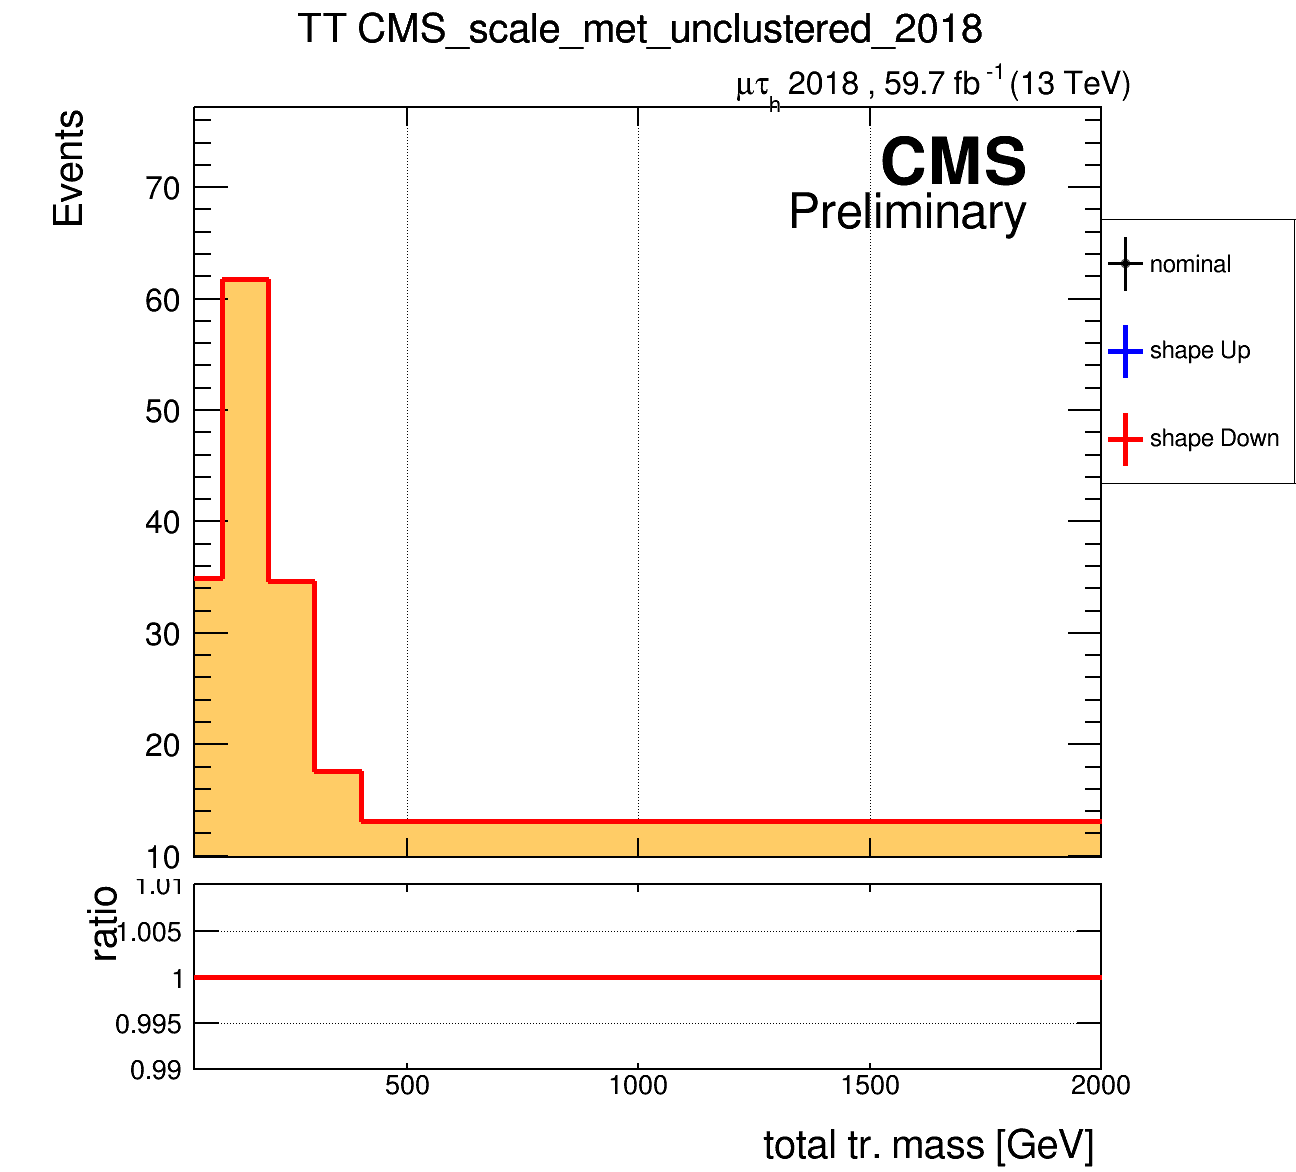 TT CMS_scale_met_unclustered_2018
μτh 2018 , 59.7 fb-1 (13 TeV)
Events
CMS
Preliminary
70
60
50
40
30
20
10
nominal
shape Up
shape Down
ratio
1.01
1.005
1
0.995
0.99
500 1000 1500 2000
total tr. mass [GeV]